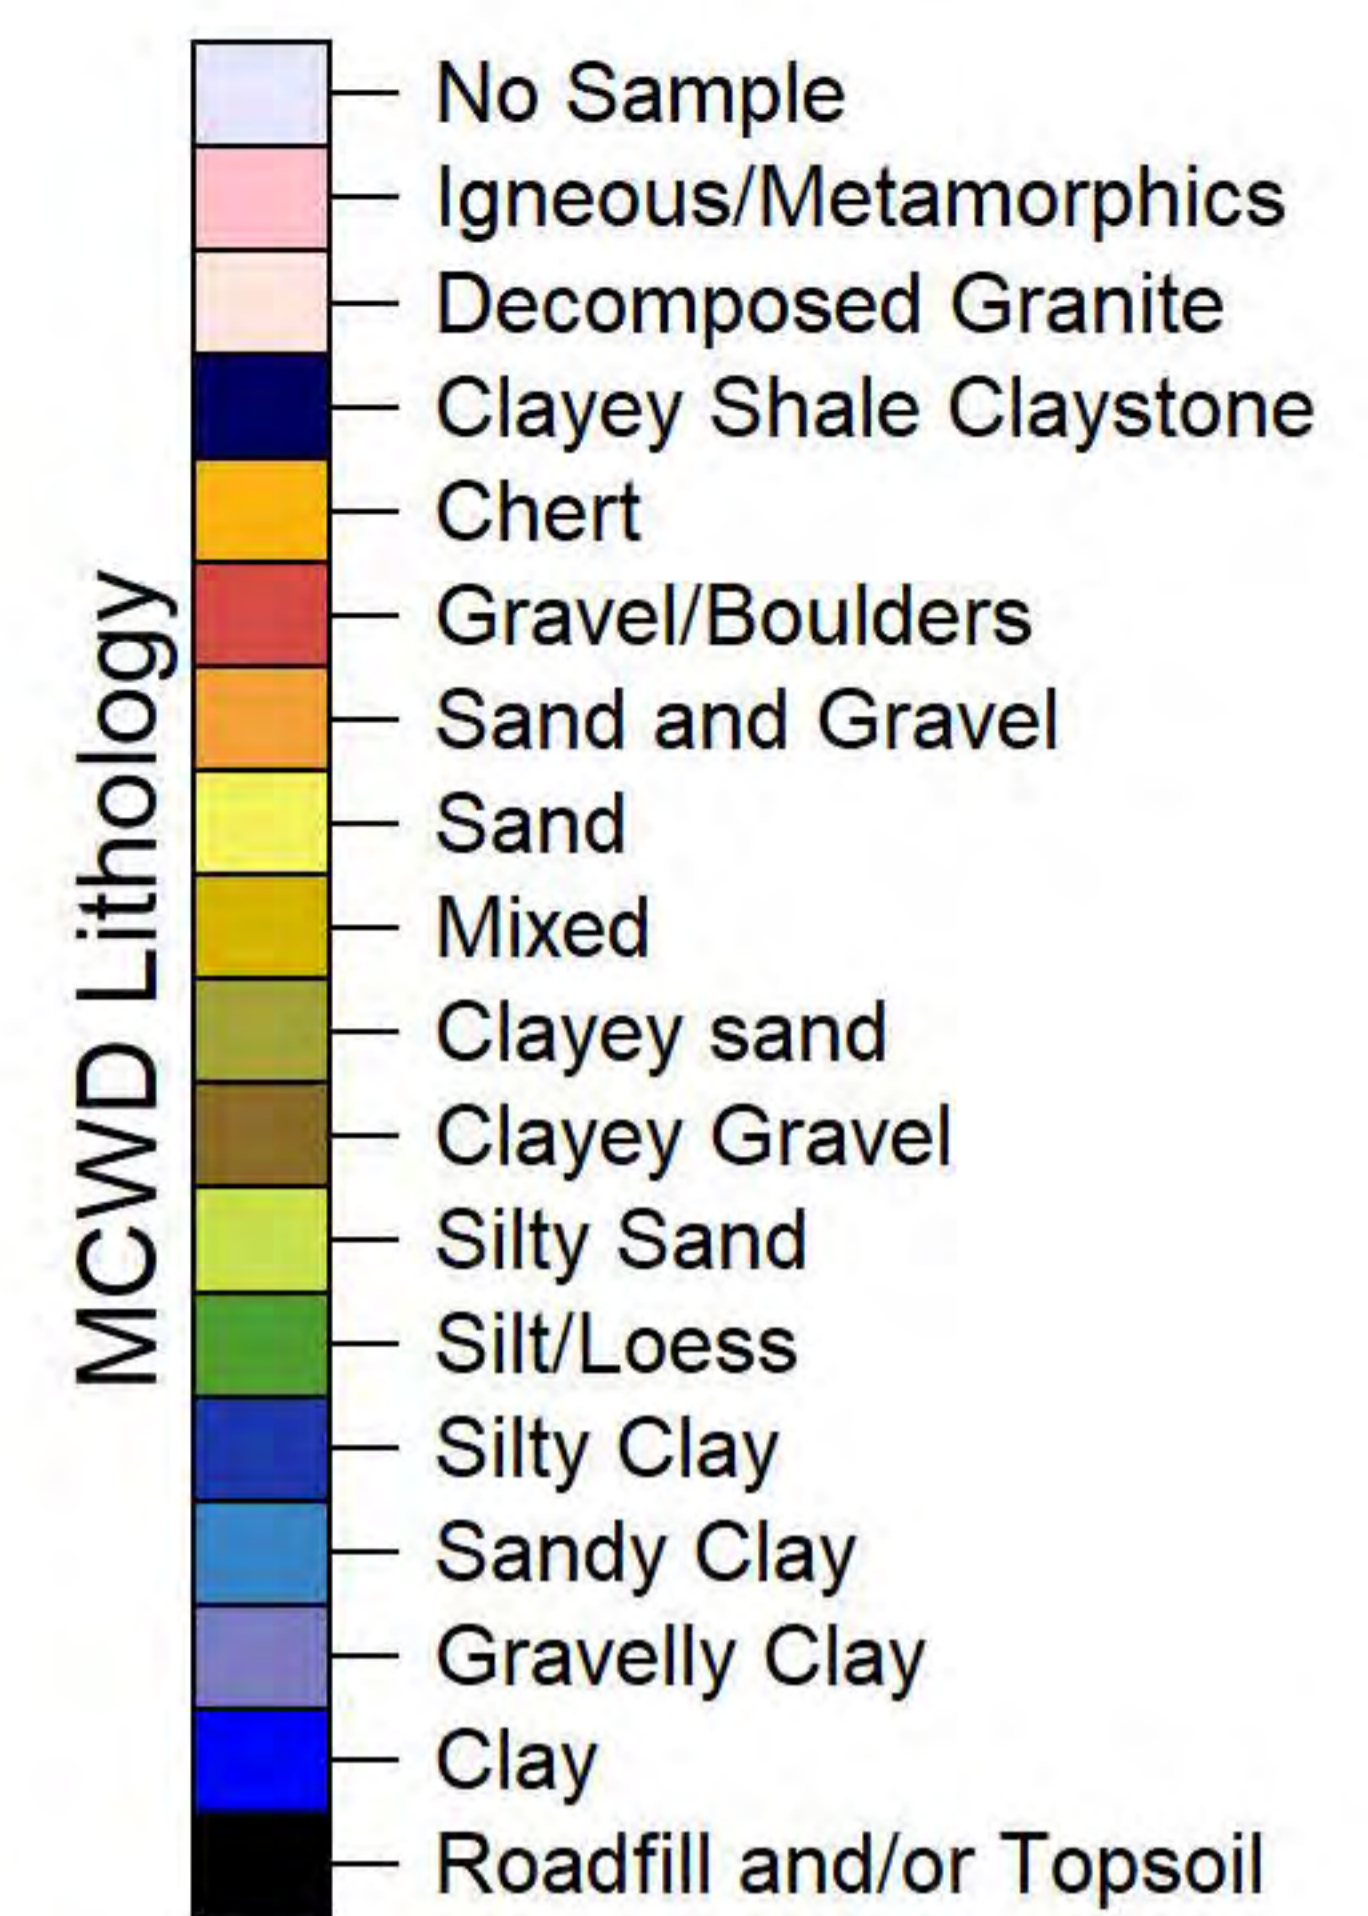 MCWD Lithology
No Sample
Igneous/Metamorphics
Decomposed Granite
Clayey Shale Claystone
Chert
Gravel/Boulders
Sand and Gravel
Sand
Mixed
Clayey sand
Clayey Gravel
Silty Sand
Silt/Loess
Silty Clay
Sandy Clay
Gravelly Clay
Clay
Roadfill and/or Topsoil